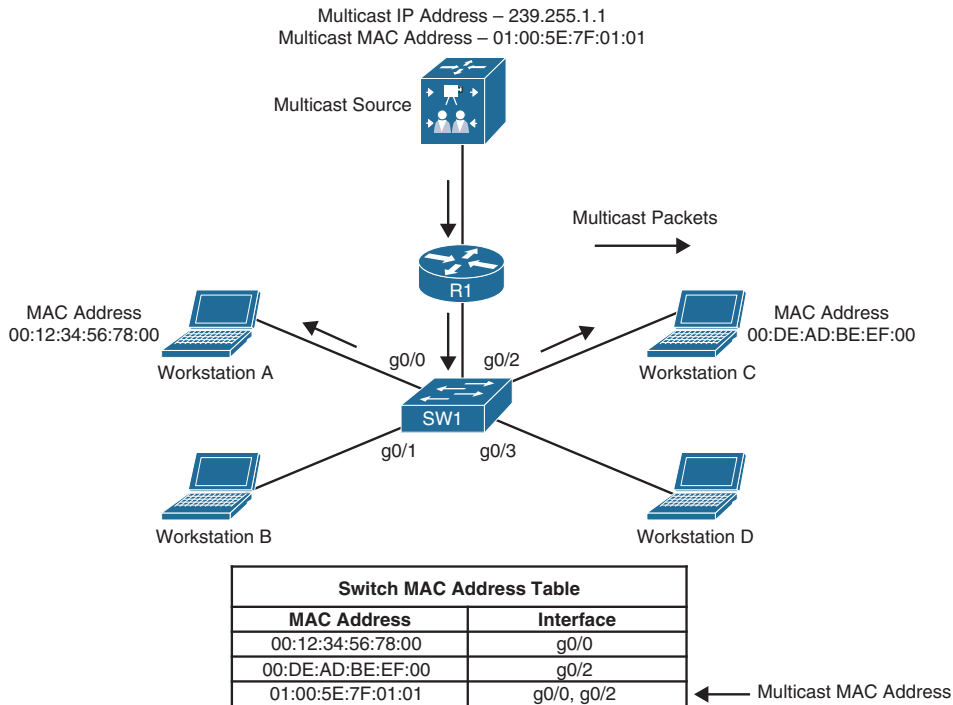 Multicast IP Address – 239.255.1.1
Multicast MAC Address – 01:00:5E:7F:01:01
Multicast Source
Multicast Packets
R1
MAC Address
00:12:34:56:78:00
MAC Address
00:DE:AD:BE:EF:00
g0/0
g0/2
Workstation A
Workstation C
SW1
g0/1
g0/3
Workstation B
Workstation D
Switch MAC Address Table
MAC Address Interface
00:12:34:56:78:00 g0/0
00:DE:AD:BE:EF:00 g0/2
01:00:5E:7F:01:01 g0/0, g0/2
Multicast MAC Address